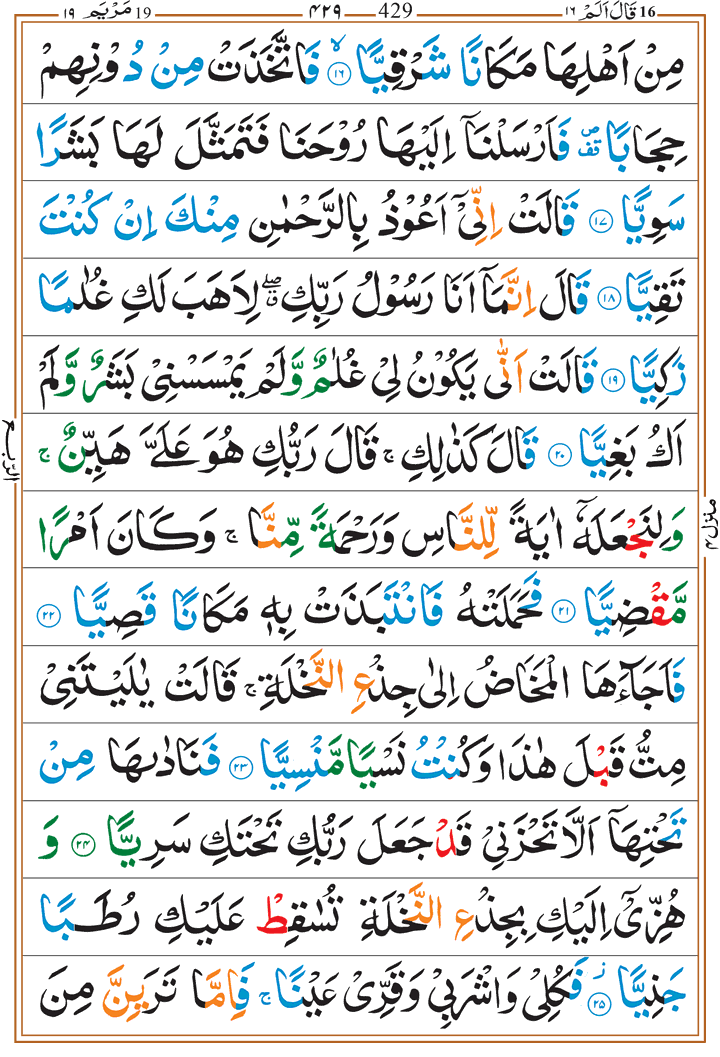 19 مَرْيَم ١٩
٤٢٩ 429
16 قَالَ اَلَمْ ١٦
مِنْ اَهْلِهَا مَكَانًا شَرْقِيًّا ۙ‏ ١٦ فَاتَّخَذَتْ مِنْ دُوْنِهِمْ
حِجَابًا ۪ۛ قف فَاَرْسَلْنَاۤ اِلَيْهَا رُوْحَنَا فَتَمَثَّلَ لَهَا بَشَرًا
سَوِيًّا ١٧ قَالَتْ اِنِّيْۤ اَعُوْذُ بِالرَّحْمٰنِ مِنْكَ اِنْ كُنْتَ
تَقِيًّا ١٨ قَالَ اِنَّمَاۤ اَنَا رَسُوْلُ رَبِّكِ ۖۗ لِاَهَبَ لَكِ غُلٰمًا
زَكِيًّا ١٩ قَالَتْ اَنّٰى يَكُوْنُ لِيْ غُلٰمٌ وَّلَمْ يَمْسَسْنِيْ بَشَرٌ وَّلَمْ
اَكُ بَغِيًّا ٢٠ قَالَ كَذٰلِكِ ۚ قَالَ رَبُّكِ هُوَ عَلَيَّ هَيِّنٌ ۚ
وَلِنَجْعَلَهٗۤ اٰيَةً لِّلنَّاسِ وَرَحْمَةً مِّنَّا ۚ وَكَانَ اَمْرًا
مَّقْضِيًّا ٢١ فَحَمَلَتْهُ فَانْتَبَذَتْ بِهٖ مَكَانًا قَصِيًّا ٢٢
فَاَجَآءَهَا الْمَخَاضُ اِلٰى جِذْعِ النَّخْلَةِ ۚ قَالَتْ يٰلَيْتَنِيْ
مِتُّ قَبْلَ هٰذَا وَكُنْتُ نَسْيًا مَّنْسِيًّا ٢٣ فَنَادٰىهَا مِنْ
تَحْتِهَاۤ اَلَّا تَحْزَنِيْ قَدْ جَعَلَ رَبُّكِ تَحْتَكِ سَرِيًّا ٢٤ وَ
هُزِّيْۤ اِلَيْكِ بِجِذْعِ النَّخْلَةِ تُسٰقِطْ عَلَيْكِ رُطَبًا
جَنِيًّا ؗ ٢٥ فَكُلِيْ وَاشْرَبِيْ وَقَرِّيْ عَيْنًا ۚ فَاِمَّا تَرَيِنَّ مِنَ
الرّبع
منزل ٤